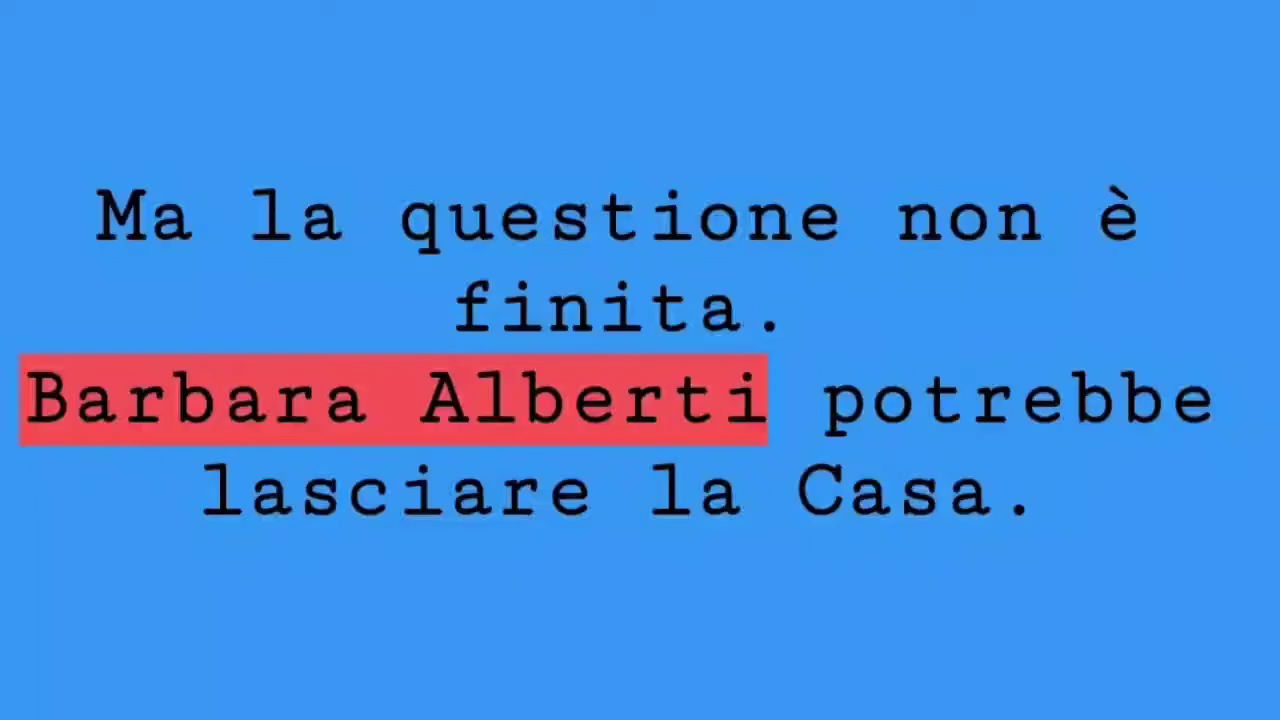 Ma la questione non è
finita.
Barbara Alberti potrebbe
lasciare la Casa.